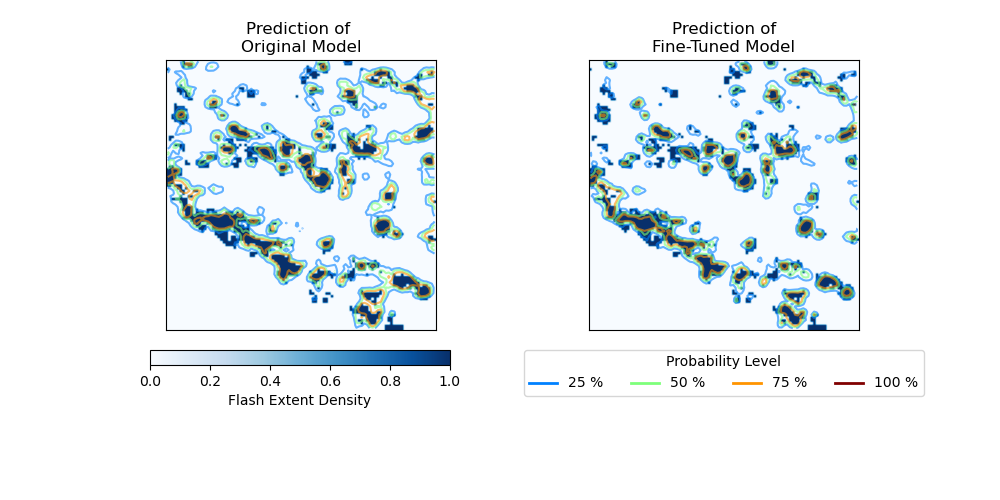 Prediction of
Original Model
Prediction of
Fine-Tuned Model
0.0 0.2 0.4 0.6 0.8 1.0
Flash Extent Density
Probability Level
25 % 50 % 75 % 100 %